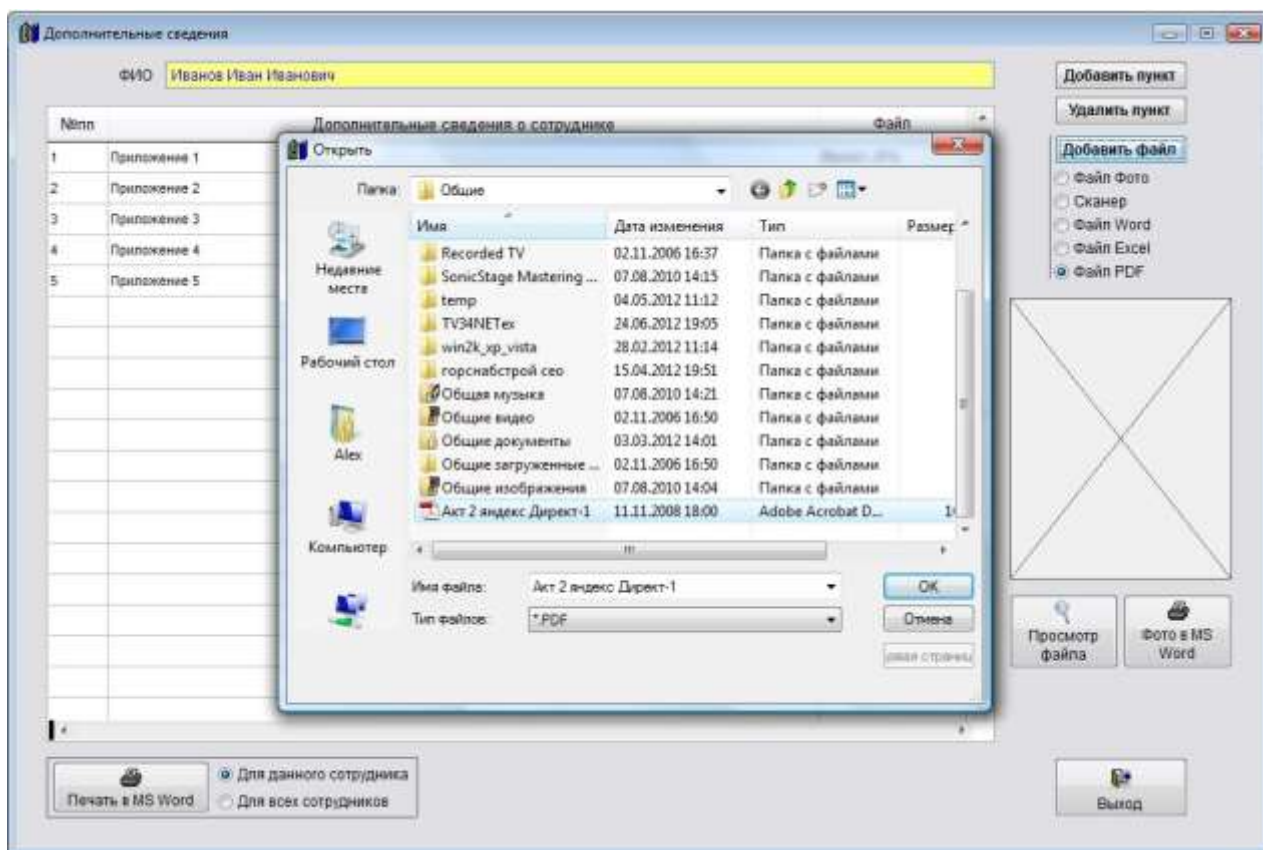 Дополнительные сведения
ФИО Иванов Иван Иванович
Добавить пункт
Удалить пункт
№пп Дополнительные сведения о сотруднике Файл
Добавить файл
Файл Фото
Сканер
Файл Word
Файл Excel
Файл PDF
1 Приложение 1
2 Приложение 2
3 Приложение 3
4 Приложение 4
5 Приложение 5
Открыть
Папка: Общие
Недавние места
Рабочий стол
Alex
Компьютер
Имя Дата изменения Тип Размер
Recorded TV 02.11.2006 16:37 Папка с файлами
SonicStage Mastering ... 07.08.2010 14:15 Папка с файлами
temp 04.05.2012 11:12 Папка с файлами
TV34NETex 24.06.2012 19:05 Папка с файлами
win2k_xp_vista 28.02.2012 11:14 Папка с файлами
горснабстрой сео 15.04.2012 19:51 Папка с файлами
Общая музыка 07.08.2010 14:21 Папка с файлами
Общие видео 02.11.2006 16:50 Папка с файлами
Общие документы 03.03.2012 14:01 Папка с файлами
Общие загруженные ... 02.11.2006 16:50 Папка с файлами
Общие изображения 07.08.2010 14:04 Папка с файлами
Акт 2 яндекс Директ-1 11.11.2008 18:00 Adobe Acrobat D...
Имя файла: Акт 2 яндекс Директ-1 OK
Тип файлов: *.PDF Отмена
Просмотр файла
Фото в MS Word
Печать в MS Word
Для данного сотрудника
Для всех сотрудников
Выход